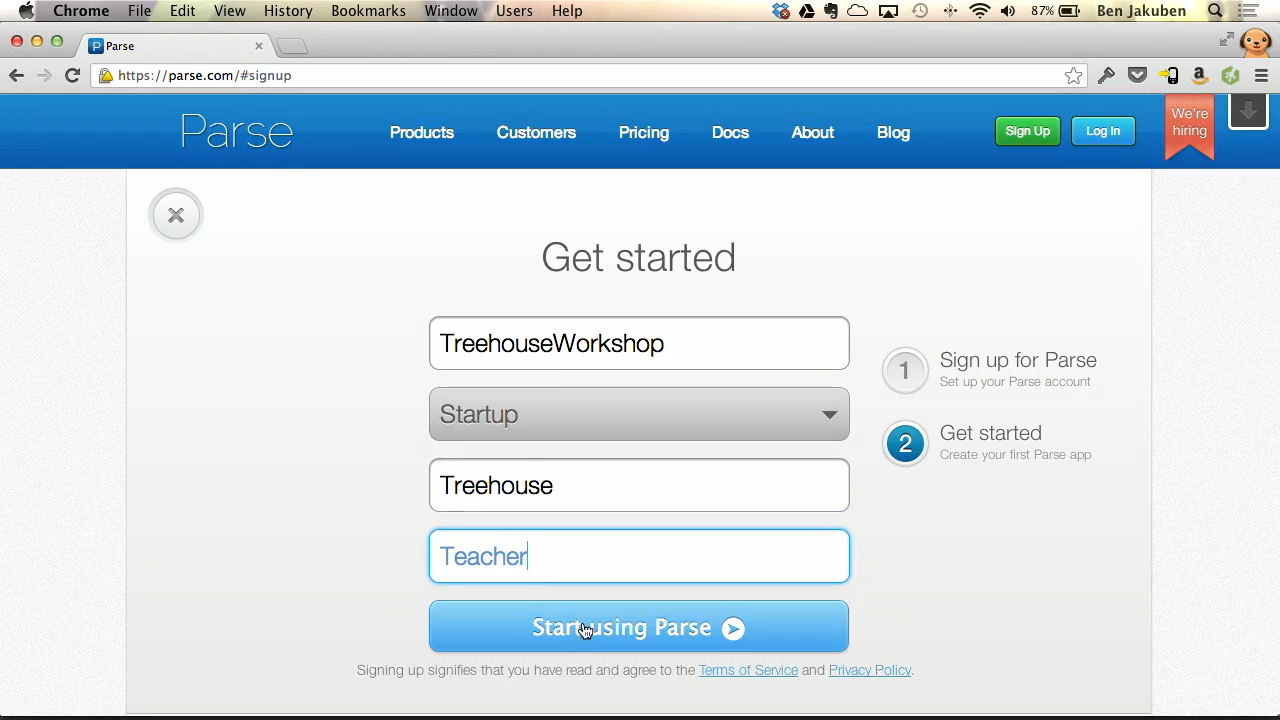 Chrome File Edit View History Bookmarks Window Users Help 87% Ben Jakuben
Parse
https://parse.com/#signup
Parse Products Customers Pricing Docs About Blog Sign Up Log In We're
hiring
Get started
TreehouseWorkshop
1 Sign up for Parse
Set up your Parse account
Startup
2 Get started
Create your first Parse app
Treehouse
Teacher
Start using Parse
Signing up signifies that you have read and agree to the Terms of Service and Privacy Policy.